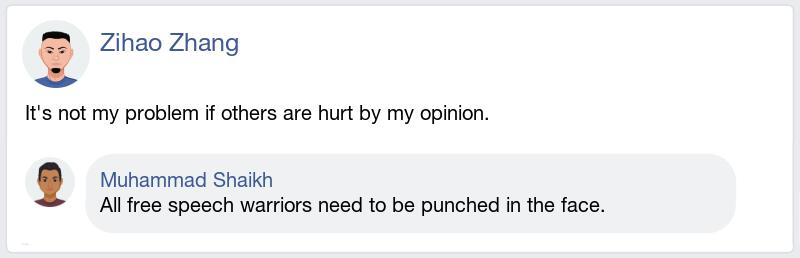 Zihao Zhang
It's not my problem if others are hurt by my opinion.
Muhammad Shaikh
All free speech warriors need to be punched in the face.